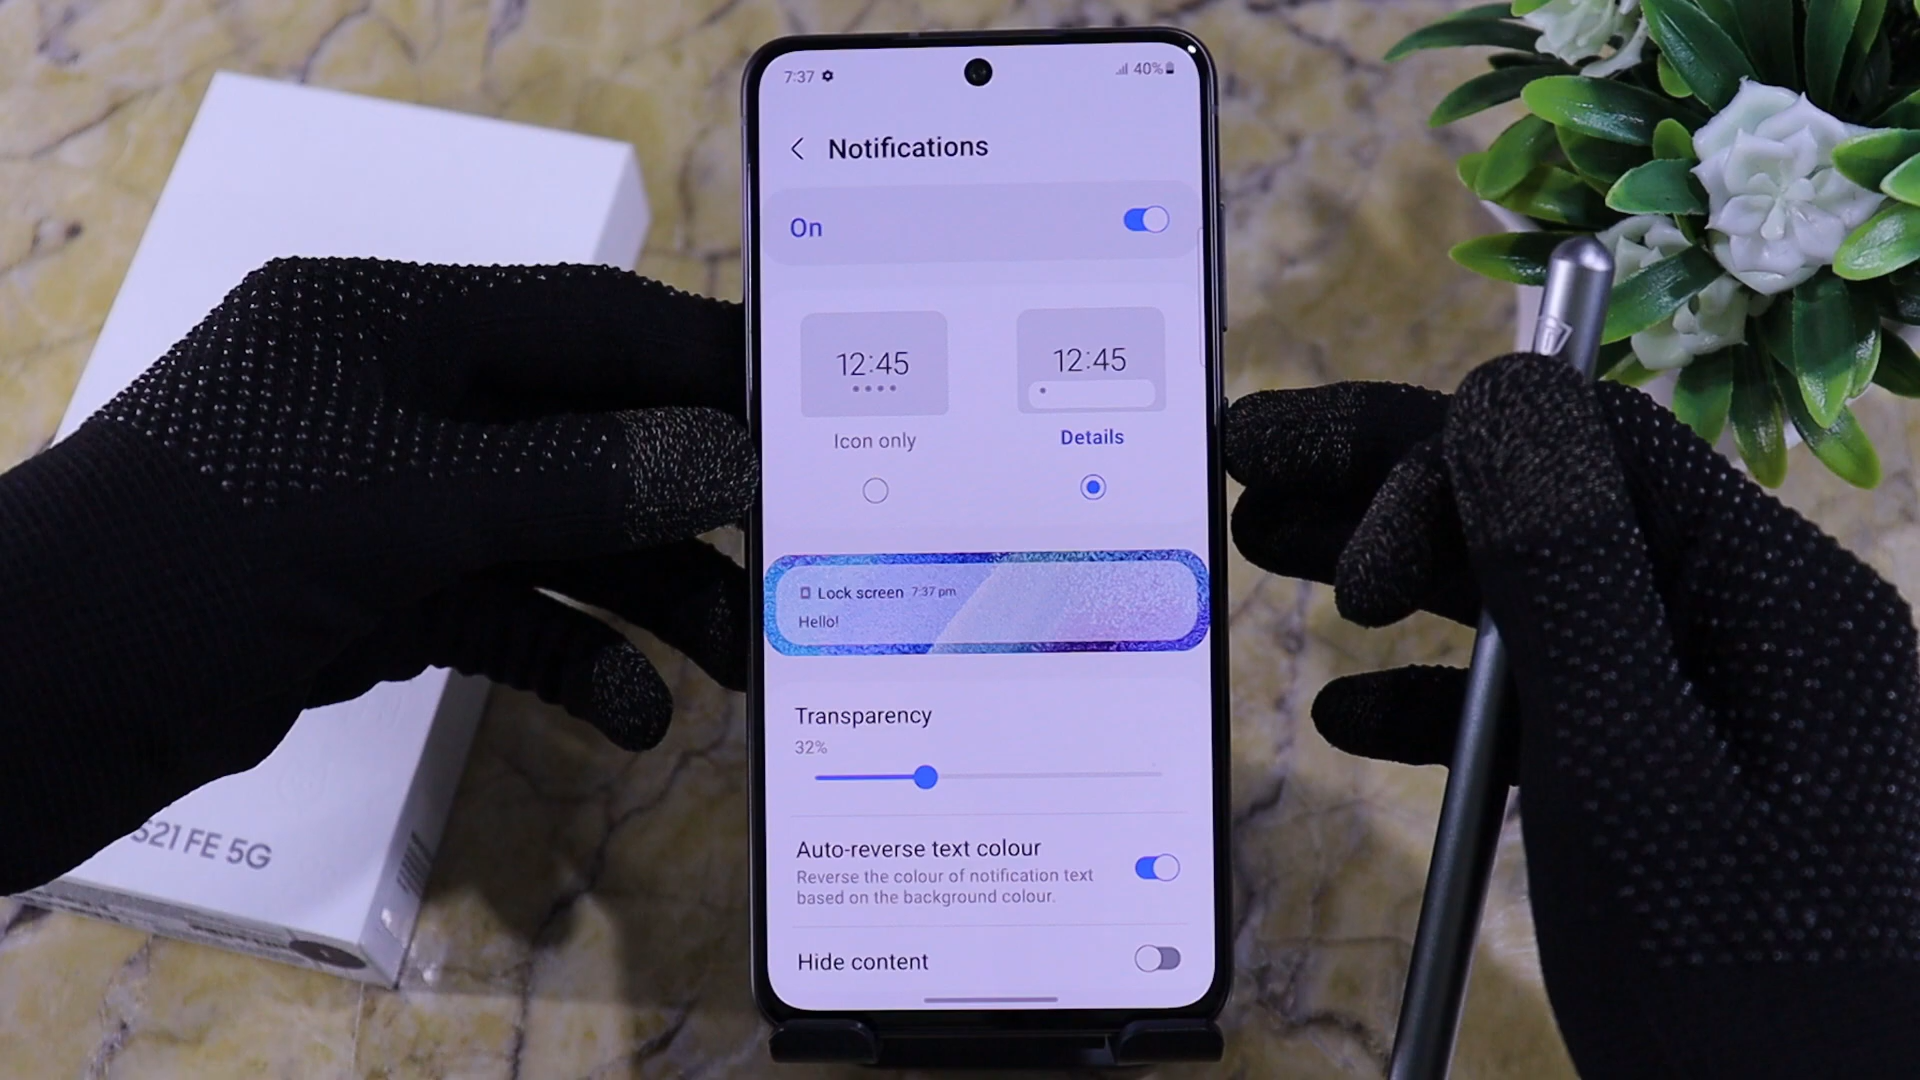 7:37
40%
Notifications
On
12:45
12:45
Icon only
Details
Lock screen 7:37 pm
Hello!
Transparency
32%
Auto-reverse text colour
Reverse the colour of notification text
based on the background colour.
Hide content
S21 FE 5G